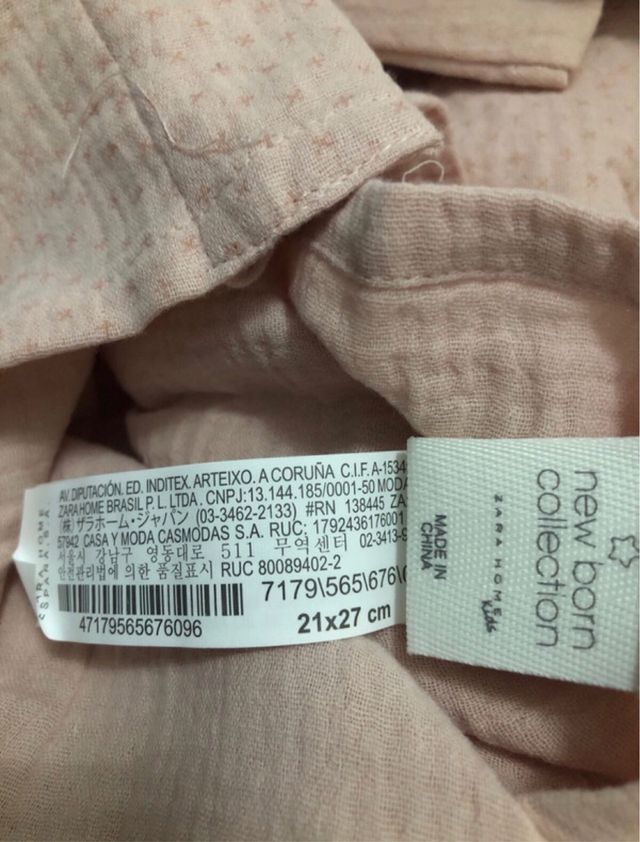 AV. DIPUTACIÓN. ED. INDITEX. ARTEIXO. A CORUÑA C.I.F. A-1534
ZARA HOME BRASIL P. L. LTDA. CNPJ:13.144.185/0001-50 MODA
(株) ザラホーム・ジャパン (03-3462-2133) #RN 138445 ZA
57942 CASA Y MODA CASMODAS S.A. RUC: 1792436176001
서울시 강남구 영동대로 511 무역센터 02-3413-9
안전관리법에 의한 품질표시 RUC 80089402-2
7179\565\676\
47179565676096
21x27 cm
MADE IN
CHINA
ZARA HOME
kids
new born
collection